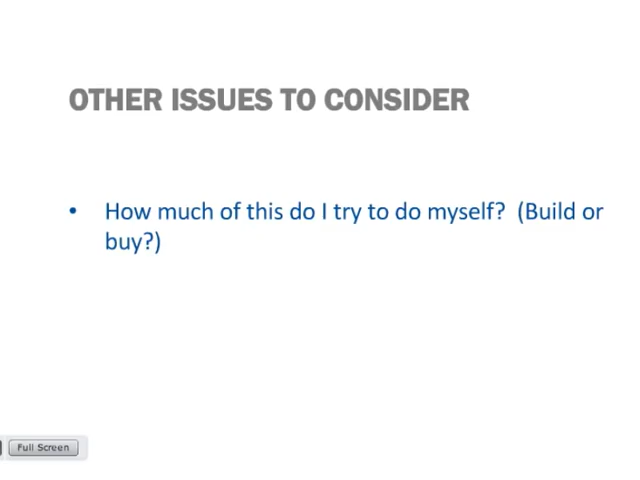 OTHER ISSUES TO CONSIDER
• How much of this do I try to do myself?  (Build or
buy?)
Full Screen